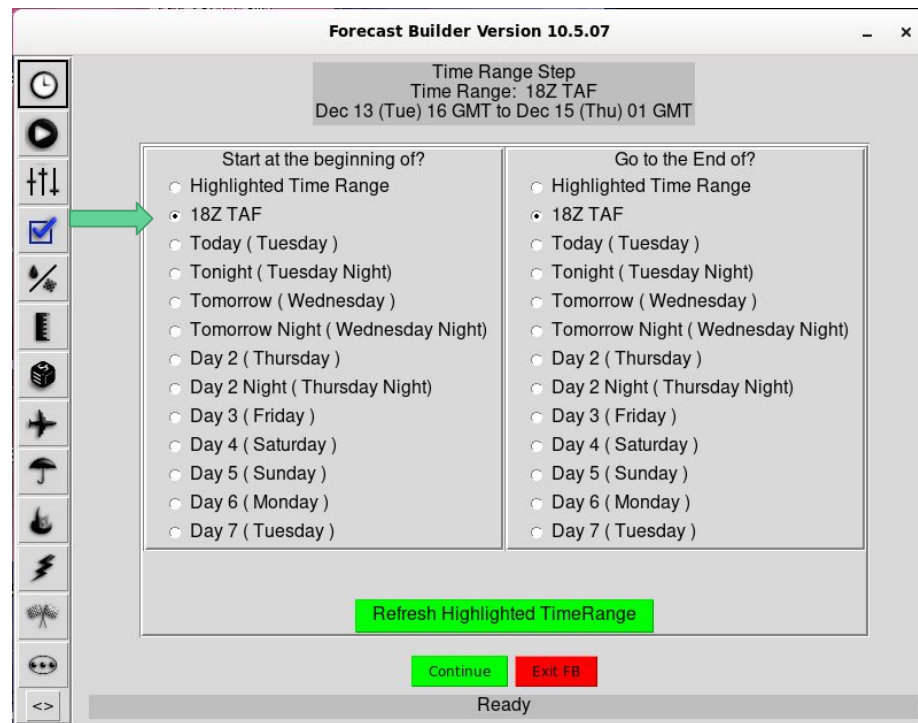 Forecast Builder Version 10.5.07
Time Range Step
Time Range: 18Z TAF
Dec 13 (Tue) 16 GMT to Dec 15 (Thu) 01 GMT
Start at the beginning of?
Highlighted Time Range
18Z TAF
Today ( Tuesday )
Tonight ( Tuesday Night)
Tomorrow ( Wednesday )
Tomorrow Night ( Wednesday Night)
Day 2 ( Thursday )
Day 2 Night ( Thursday Night)
Day 3 ( Friday )
Day 4 ( Saturday )
Day 5 ( Sunday )
Day 6 ( Monday )
Day 7 ( Tuesday )
Go to the End of?
Highlighted Time Range
18Z TAF
Today ( Tuesday )
Tonight ( Tuesday Night)
Tomorrow ( Wednesday )
Tomorrow Night ( Wednesday Night)
Day 2 ( Thursday )
Day 2 Night ( Thursday Night)
Day 3 ( Friday )
Day 4 ( Saturday )
Day 5 ( Sunday )
Day 6 ( Monday )
Day 7 ( Tuesday )
Refresh Highlighted TimeRange
Continue
Exit FB
<>
Ready